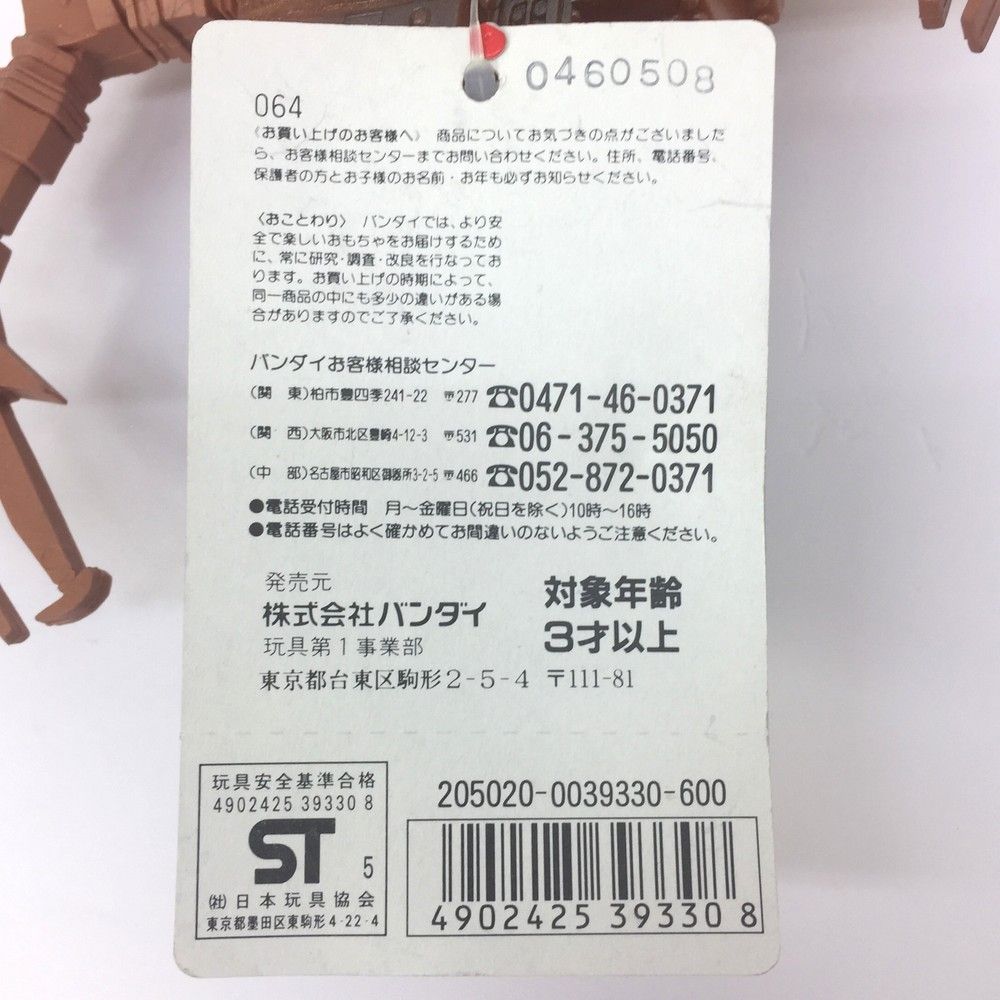 0460508
064
〈お買い上げのお客様へ〉 商品についてお気づきの点がございました
ら、お客様相談センターまでお問い合わせください。住所、電話番号、
保護者の方とお子様のお名前・お年も必ずお知らせください。
〈おことわり〉 バンダイでは、より安
全で楽しいおもちゃをお届けするため
に、常に研究・調査・改良を行なってお
ります。お買い上げの時期によって、
同一商品の中にも多少の違いがある場
合がありますのでご了承ください。
バンダイお客様相談センター
(関 東)柏市豊四季241-22 〒277 ☎0471-46-0371
(関 西)大阪市北区豊崎4-12-3 〒531 ☎06-375-5050
(中 部)名古屋市昭和区御器所3-2-5 〒466 ☎052-872-0371
●電話受付時間 月〜金曜日(祝日を除く)10時〜16時
●電話番号はよく確かめてお間違いのないようご注意ください。
発売元
株式会社バンダイ
玩具第1事業部
東京都台東区駒形2-5-4 〒111-81
対象年齢
3才以上
玩具安全基準合格
4902425 39330 8
ST 5
㈳日本玩具協会
東京都墨田区東駒形4-22-4
205020-0039330-600
4902425 393308